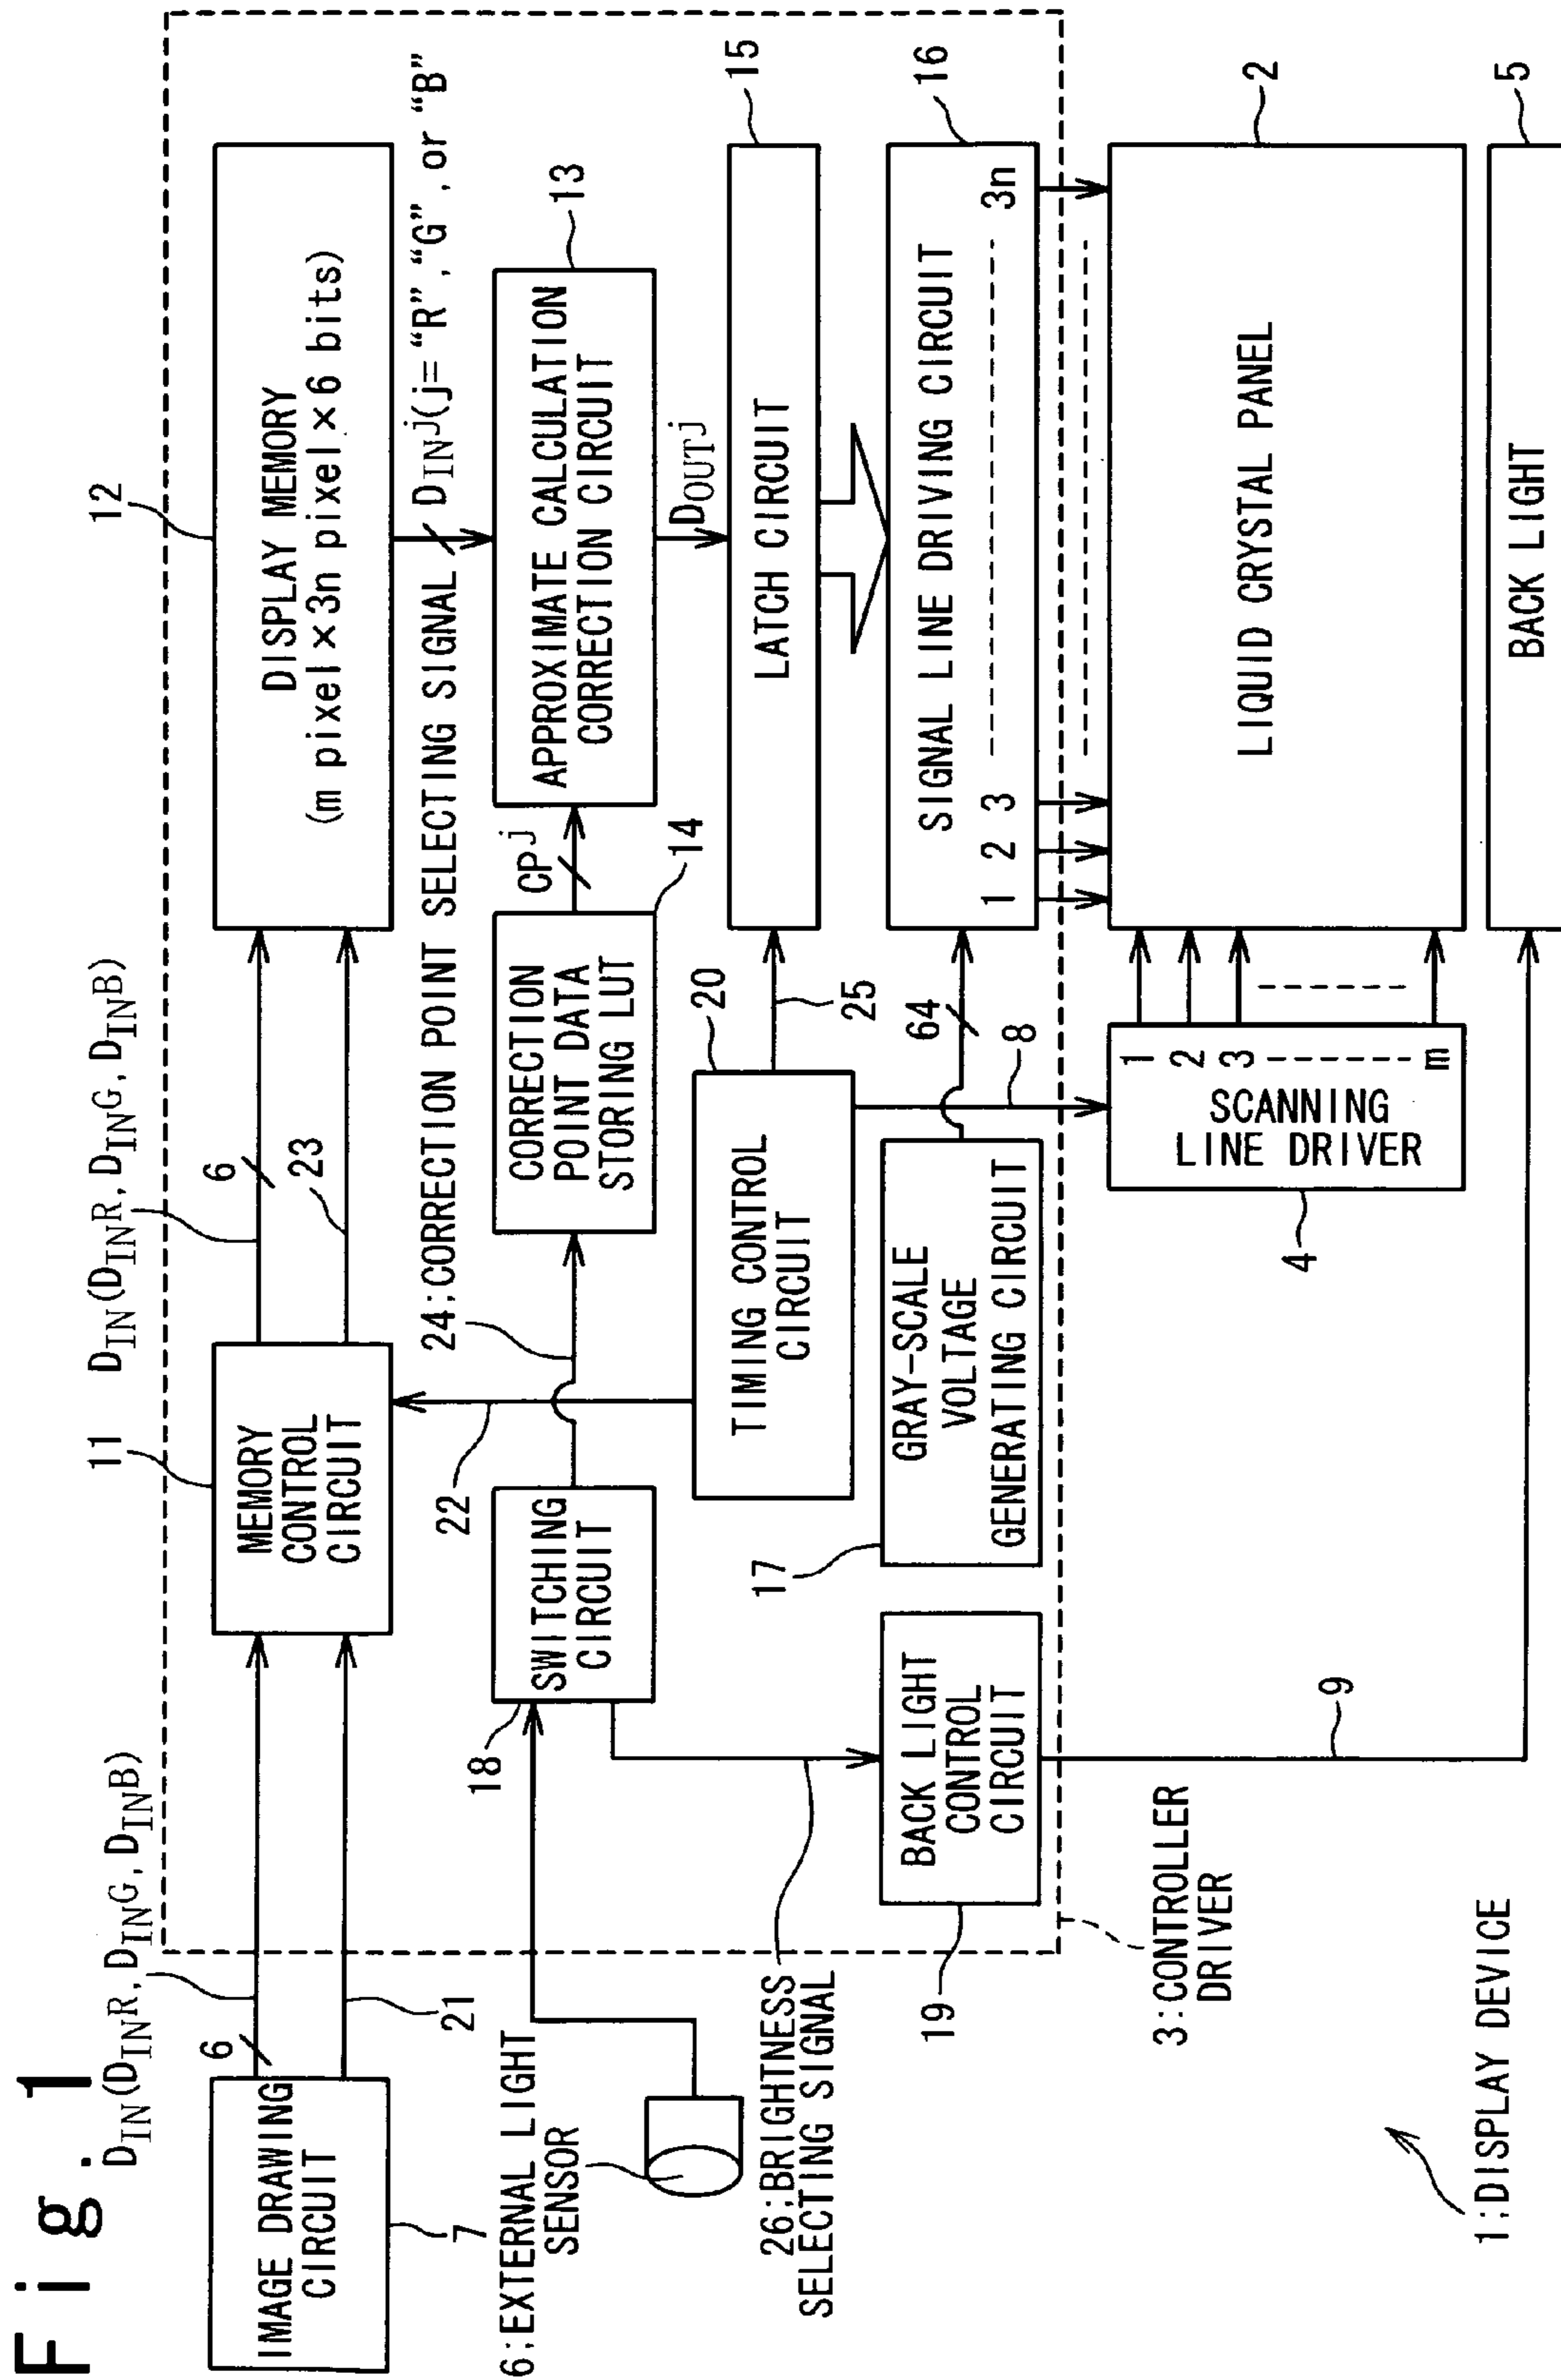 Fig. 1
DIN(DINR, DING, DINB)
DIN(DINR, DING, DINB)
12
11
6
6
21
23
IMAGE DRAWING
CIRCUIT
7
MEMORY
CONTROL
CIRCUIT
DISPLAY MEMORY
(m pixel×3n pixel×6 bits)
DINj(j="R","G", or "B"
22
24:CORRECTION POINT SELECTING SIGNAL
6:EXTERNAL LIGHT
SENSOR
18
SWITCHING
CIRCUIT
CORRECTION
POINT DATA
STORING LUT
14
CPj
APPROXIMATE CALCULATION
CORRECTION CIRCUIT
13
DOUTj
20
TIMING CONTROL
CIRCUIT
25
LATCH CIRCUIT
15
26:BRIGHTNESS
SELECTING SIGNAL
19
BACK LIGHT
CONTROL
CIRCUIT
17
GRAY-SCALE
VOLTAGE
GENERATING CIRCUIT
64
8
SIGNAL LINE DRIVING CIRCUIT
1 2 3 3n
16
3:CONTROLLER
DRIVER
9
4
1
2
3
m
SCANNING
LINE DRIVER
LIQUID CRYSTAL PANEL
2
BACK LIGHT
5
1:DISPLAY DEVICE